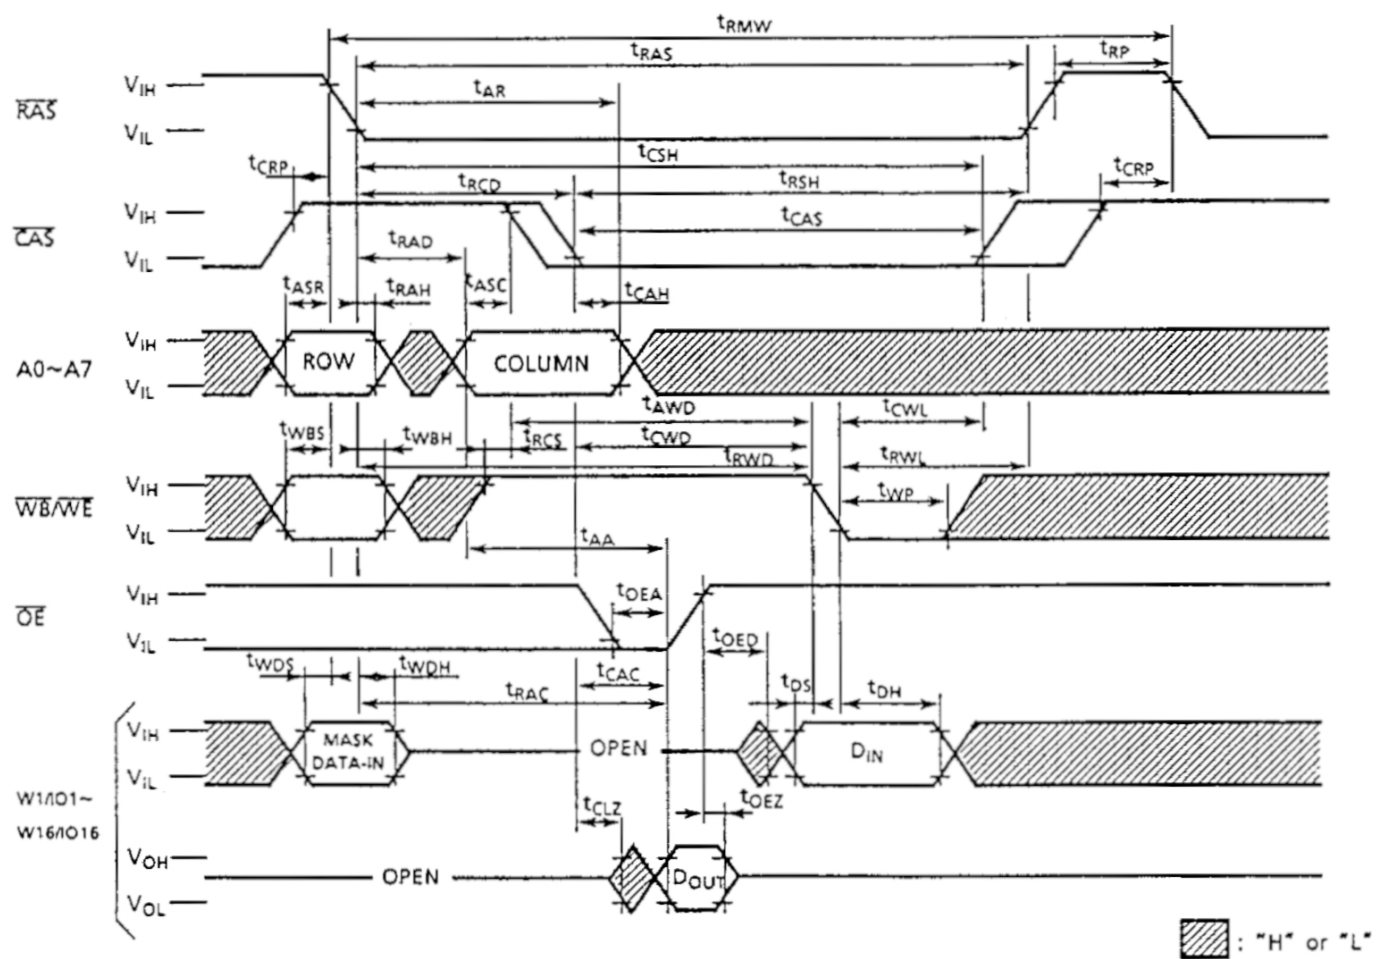 tRMW
tRAS
tRP
tAR
RAS
VIH
VIL
tCSH
tCRP
tRCD
tRSH
tCRP
CAS
VIH
VIL
tCAS
tRAD
tASR
tRAH
tASC
tCAH
A0~A7
VIH
VIL
ROW
COLUMN
tAWD
tCWL
tWBS
tWBH
tRCS
tCWD
tRWD
tRWL
WB/WE
VIH
VIL
tWP
tAA
OE
VIH
VIL
tOEA
tOED
tWDS
tWDH
tCAC
tRAC
tDS
tDH
VIH
VIL
MASK
DATA-IN
OPEN
DIN
W1/IO1~
W16/IO16
tCLZ
tOEZ
VOH
VOL
OPEN
DOUT
: "H" or "L"